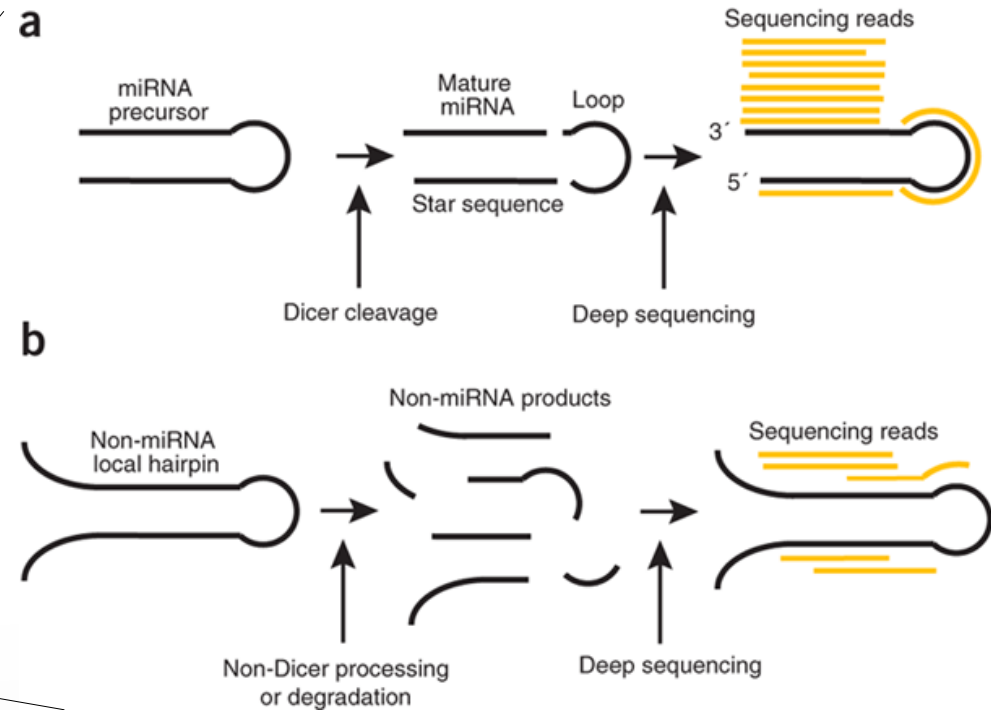 a
miRNA
precursor
Dicer cleavage
Mature
miRNA
Loop
Star sequence
Deep sequencing
Sequencing reads
3´
5´
b
Non-miRNA
local hairpin
Non-Dicer processing
or degradation
Non-miRNA products
Deep sequencing
Sequencing reads